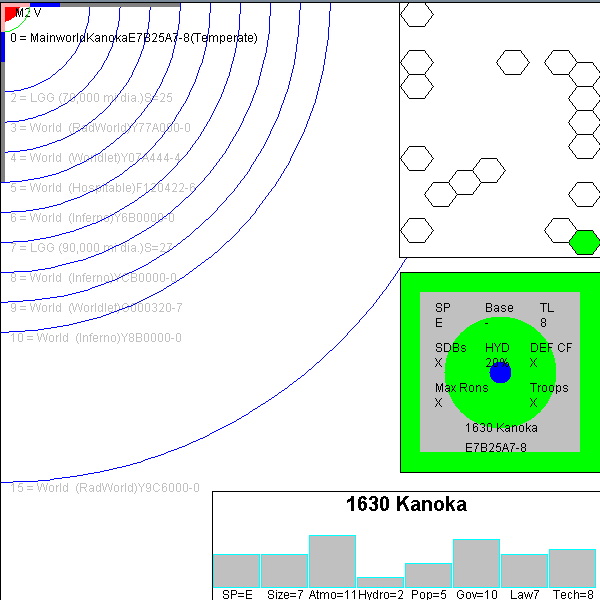 M2 V
0 = MainworldKanokaE7B25A7-8(Temperate)
2 = LGG (70,000 mi dia.)S=25
3 = World (RadWorld)Y77A000-0
4 = World (Worldlet)Y07A444-4
5 = World (Hospitable)F120422-6
6 = World (Inferno)Y6B0000-0
7 = LGG (90,000 mi dia.)S=27
8 = World (Inferno)YCB0000-0
9 = World (Worldlet)G000320-7
10 = World (Inferno)Y8B0000-0
15 = World (RadWorld)Y9C6000-0
SP Base TL
E - 8
SDBs HYD DEF CF
X 20% X
Max Rons Troops
X X
1630 Kanoka
E7B25A7-8
1630 Kanoka
SP=E Size=7 Atmo=11 Hydro=2 Pop=5 Gov=10 Law7 Tech=8